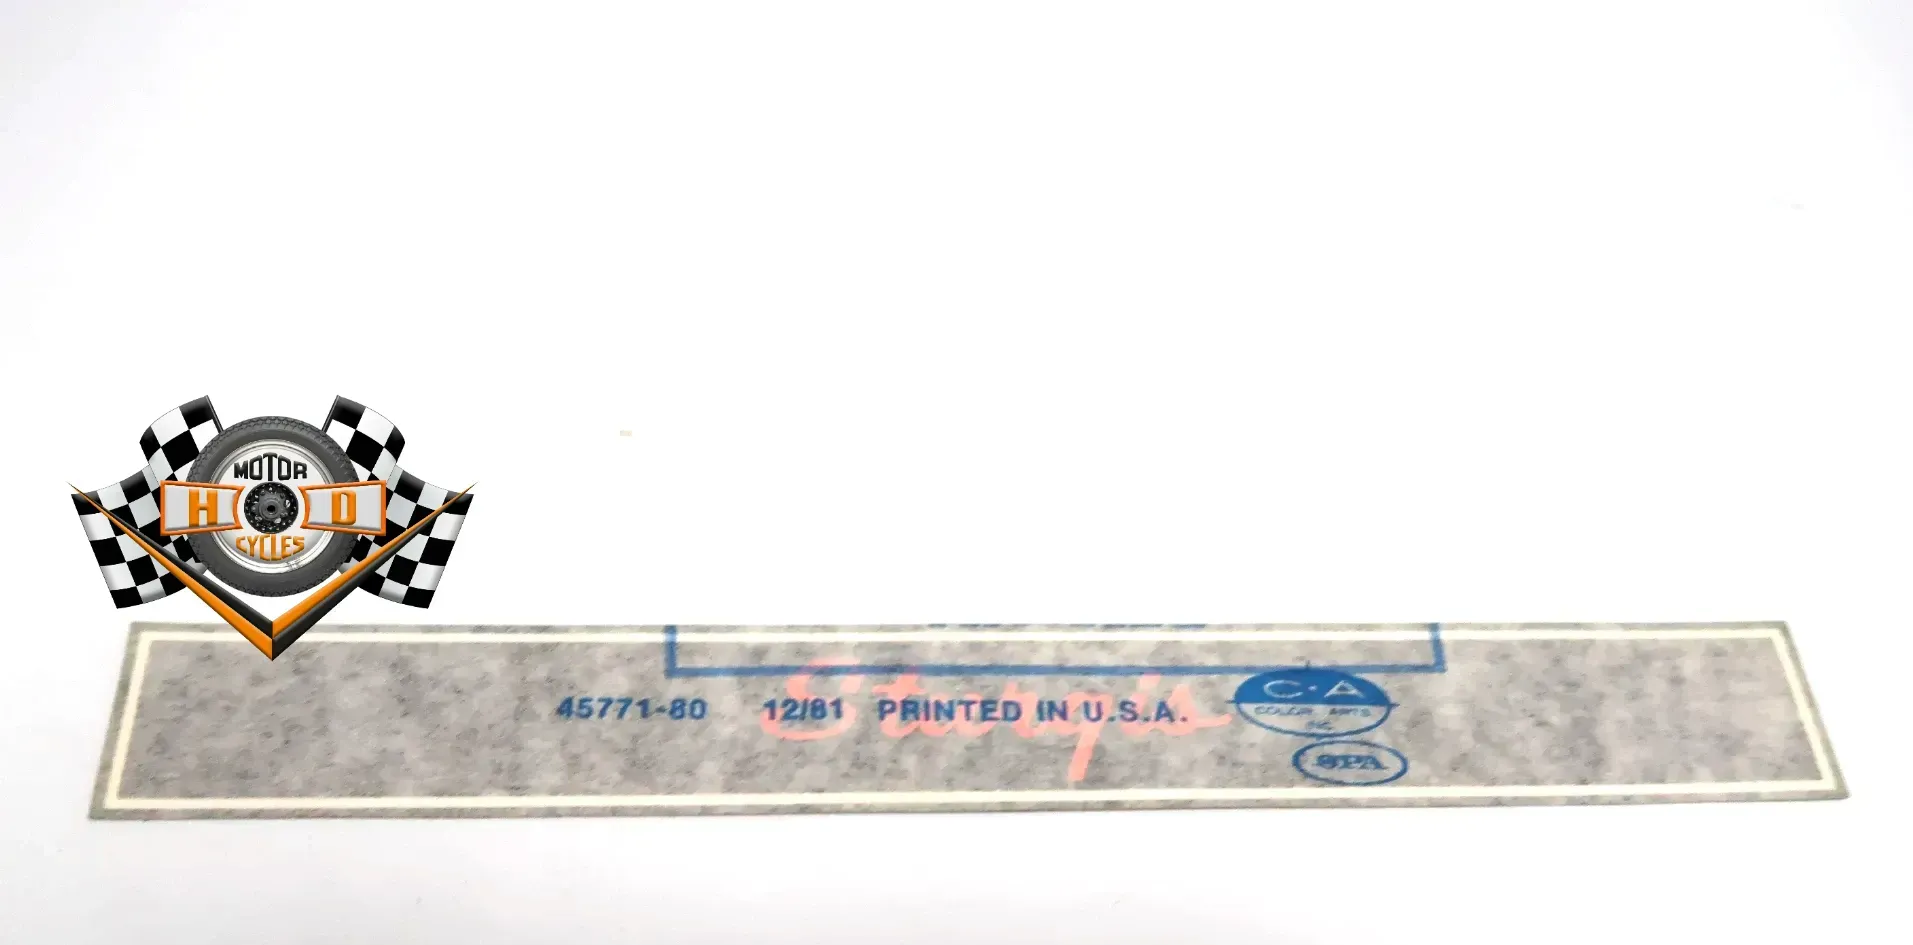 MOTOR
H D
CYCLES
Sturgis
45771-80 12/81 PRINTED IN U.S.A.
C·A
COLOR ARTS
INC
SPA